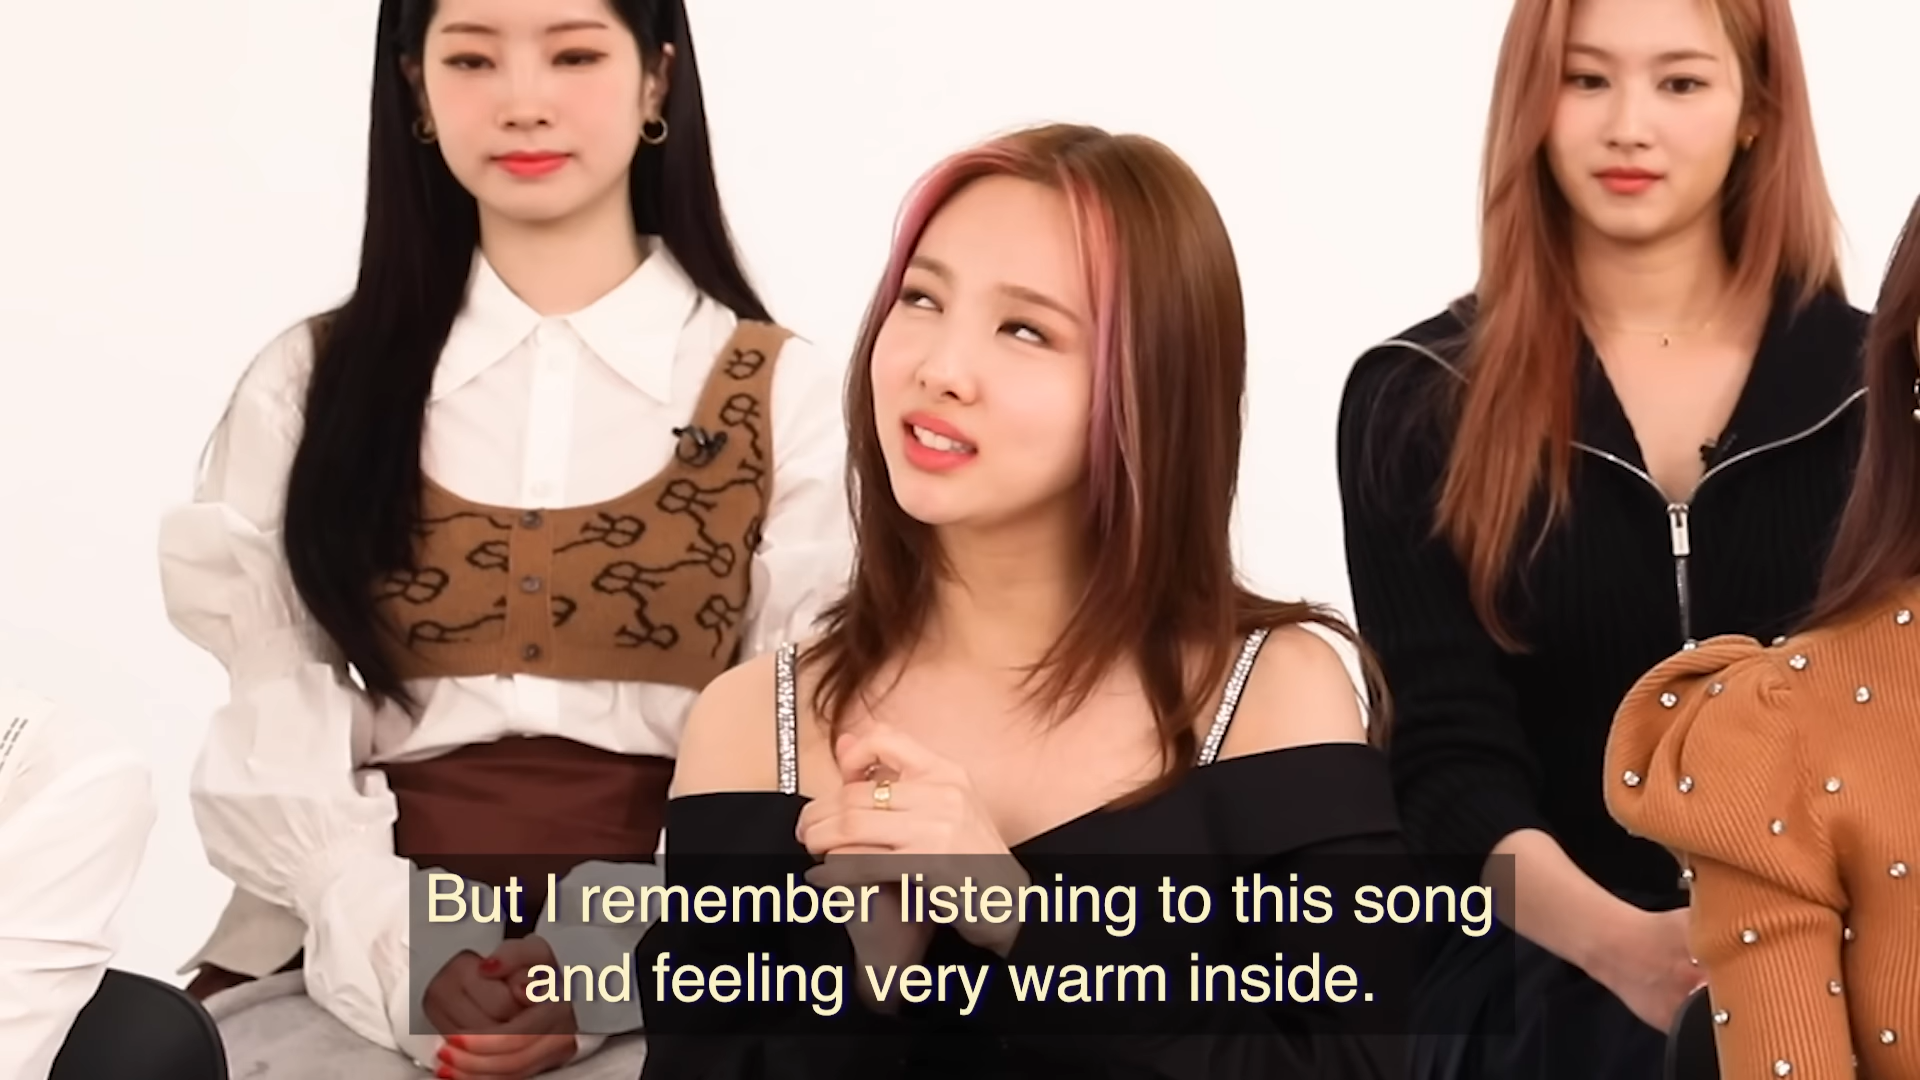 But I remember listening to this song
and feeling very warm inside.